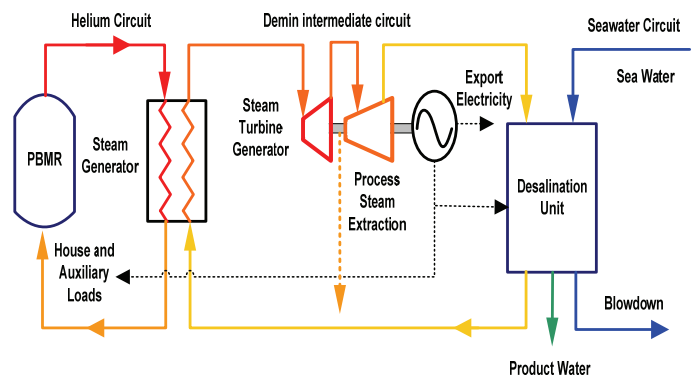 Helium Circuit
Demin intermediate circuit
Seawater Circuit
Sea Water
Export
Electricity
Steam
Turbine
Generator
Steam
Generator
PBMR
Process
Steam
Extraction
Desalination
Unit
House and
Auxiliary
Loads
Blowdown
Product Water